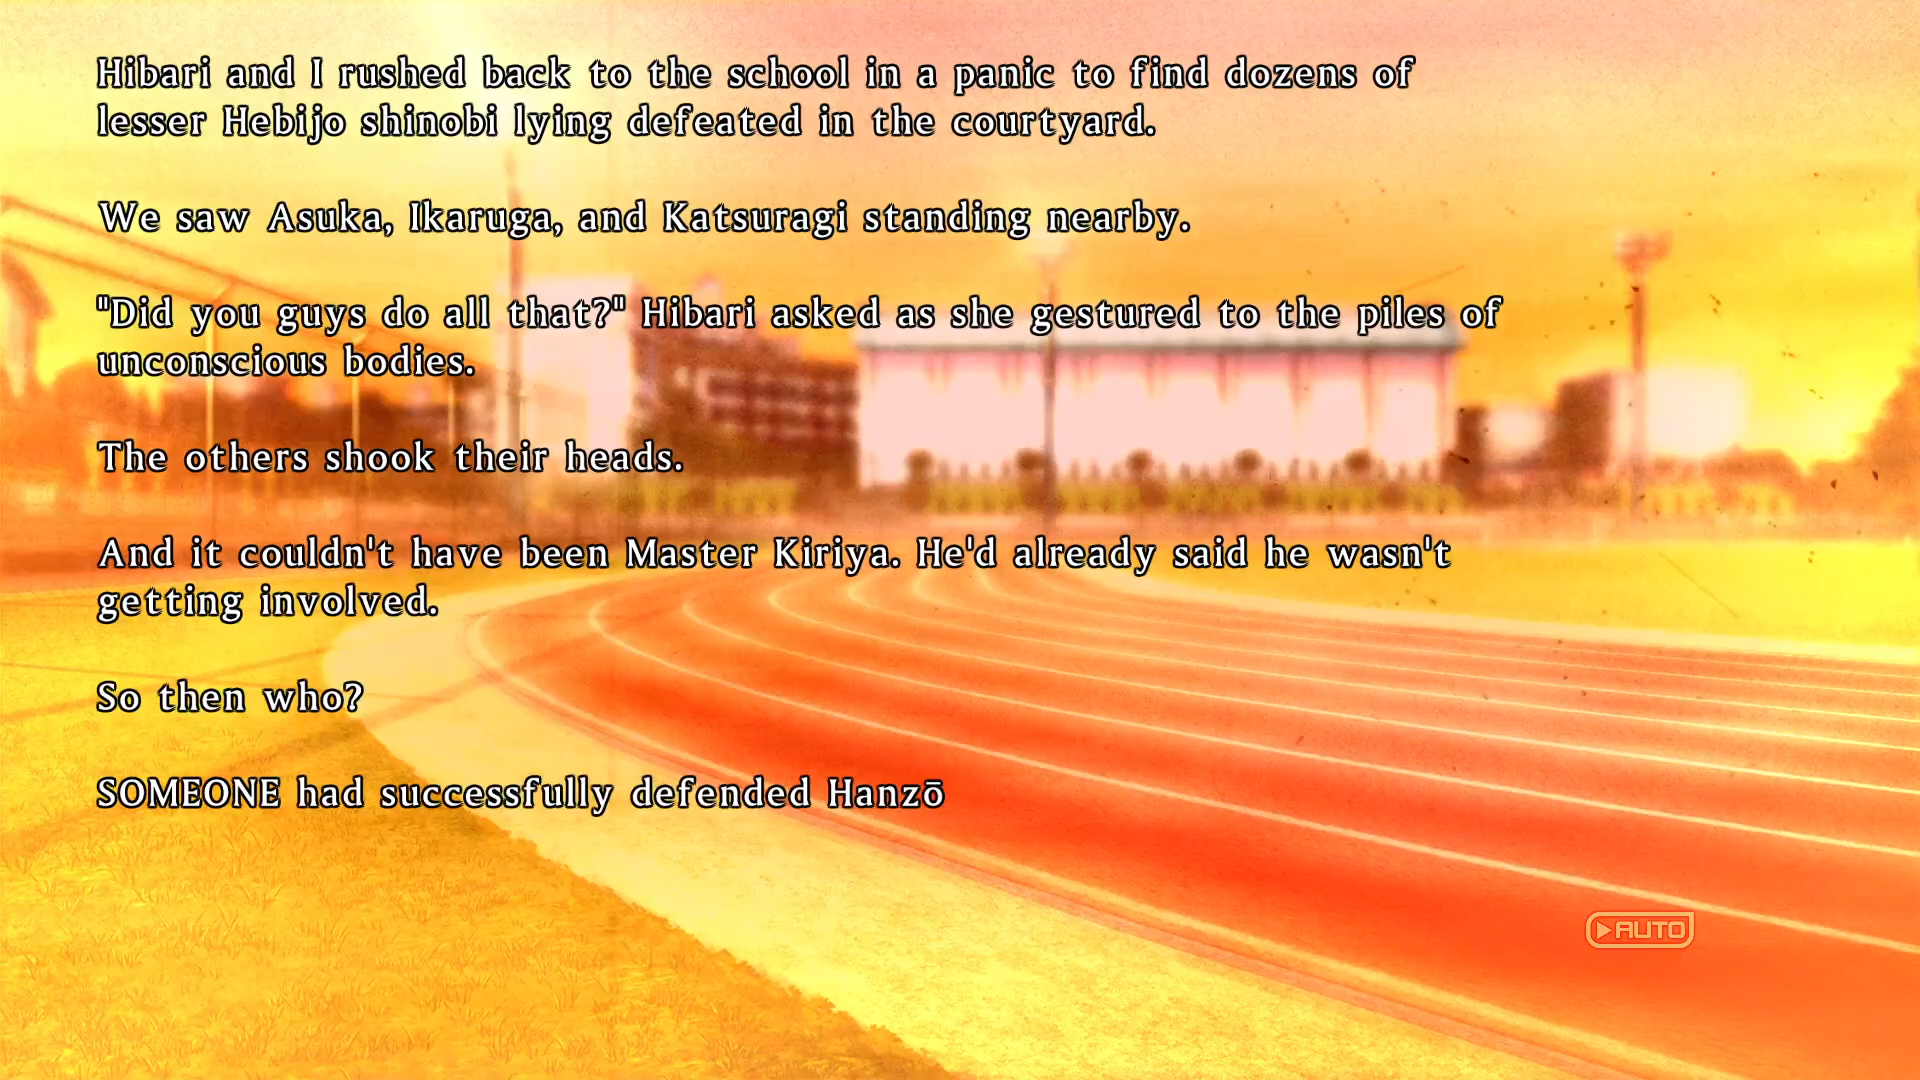 Hibari and I rushed back to the school in a panic to find dozens of
lesser Hebijo shinobi lying defeated in the courtyard.
We saw Asuka, Ikaruga, and Katsuragi standing nearby.
"Did you guys do all that?" Hibari asked as she gestured to the piles of
unconscious bodies.
The others shook their heads.
And it couldn't have been Master Kiriya. He'd already said he wasn't
getting involved.
So then who?
SOMEONE had successfully defended Hanzō
AUTO